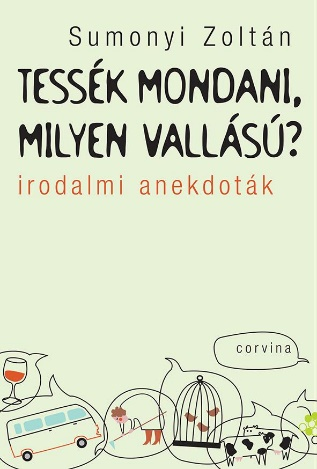 Sumonyi Zoltán
TESSÉK MONDANI,
MILYEN VALLÁSÚ?
irodalmi anekdoták
corvina